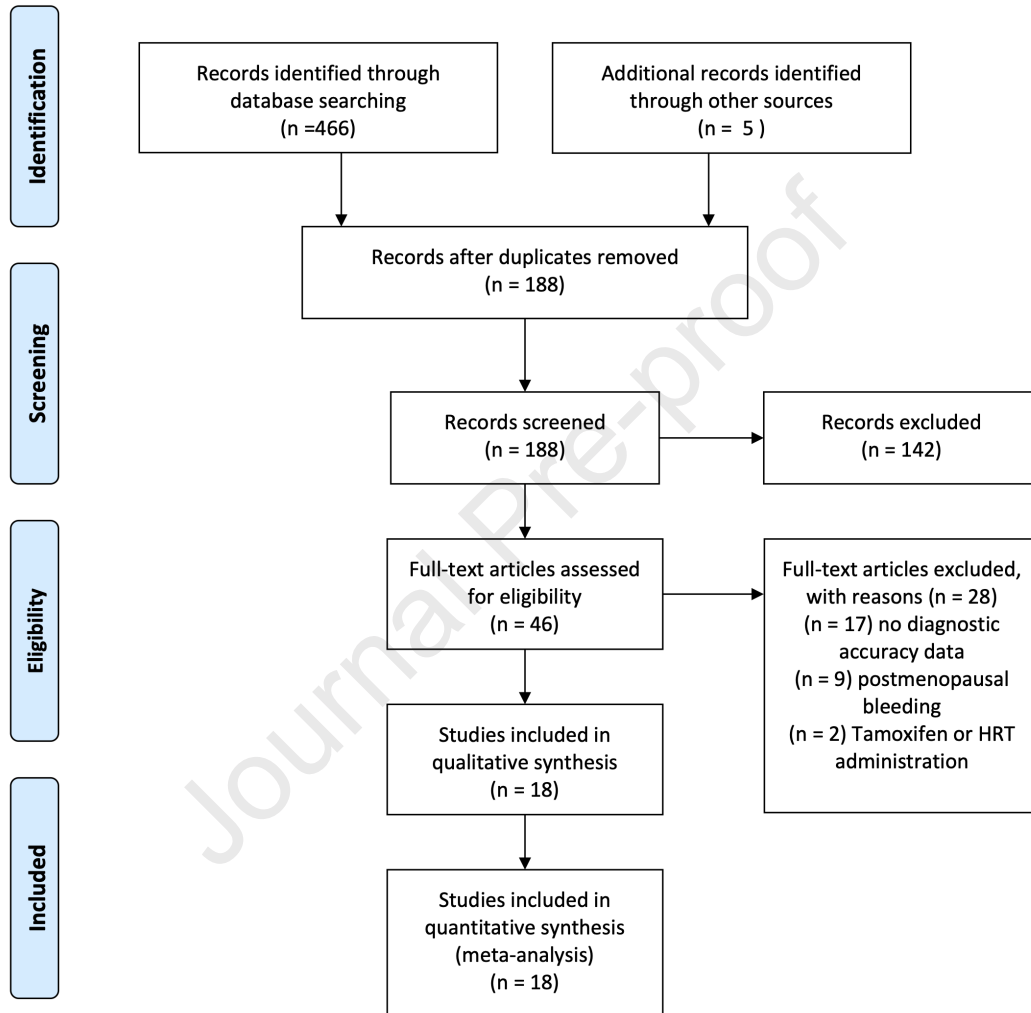 Identification
Records identified through
database searching
(n =466)
Additional records identified
through other sources
(n = 5 )
Records after duplicates removed
(n = 188)
Screening
Records screened
(n = 188)
Records excluded
(n = 142)
Eligibility
Full-text articles assessed
for eligibility
(n = 46)
Full-text articles excluded,
with reasons (n = 28)
(n = 17) no diagnostic
accuracy data
(n = 9) postmenopausal
bleeding
(n = 2) Tamoxifen or HRT
administration
Studies included in
qualitative synthesis
(n = 18)
Included
Studies included in
quantitative synthesis
(meta-analysis)
(n = 18)
Journal Pre-proof